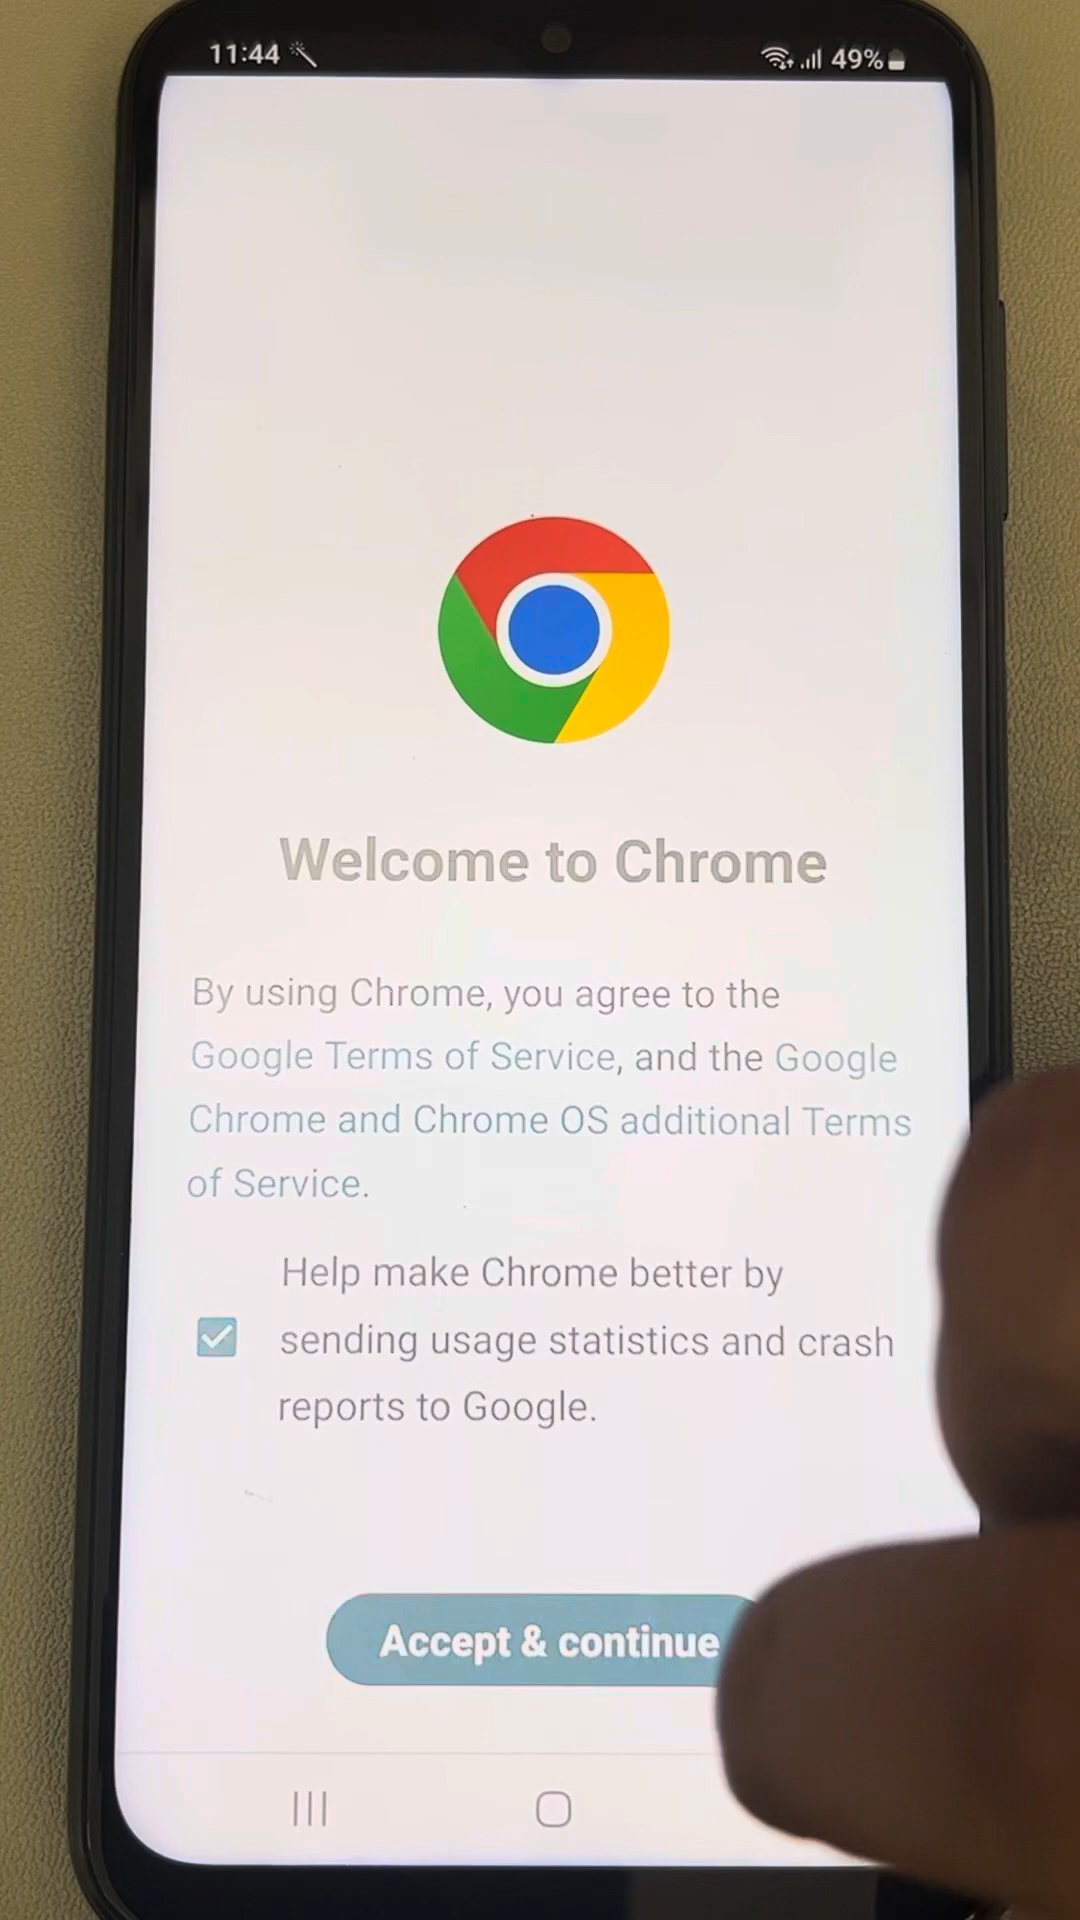 11:44
49%
Welcome to Chrome
By using Chrome, you agree to the
Google Terms of Service, and the Google
Chrome and Chrome OS additional Terms
of Service.
Help make Chrome better by
sending usage statistics and crash
reports to Google.
Accept & continue